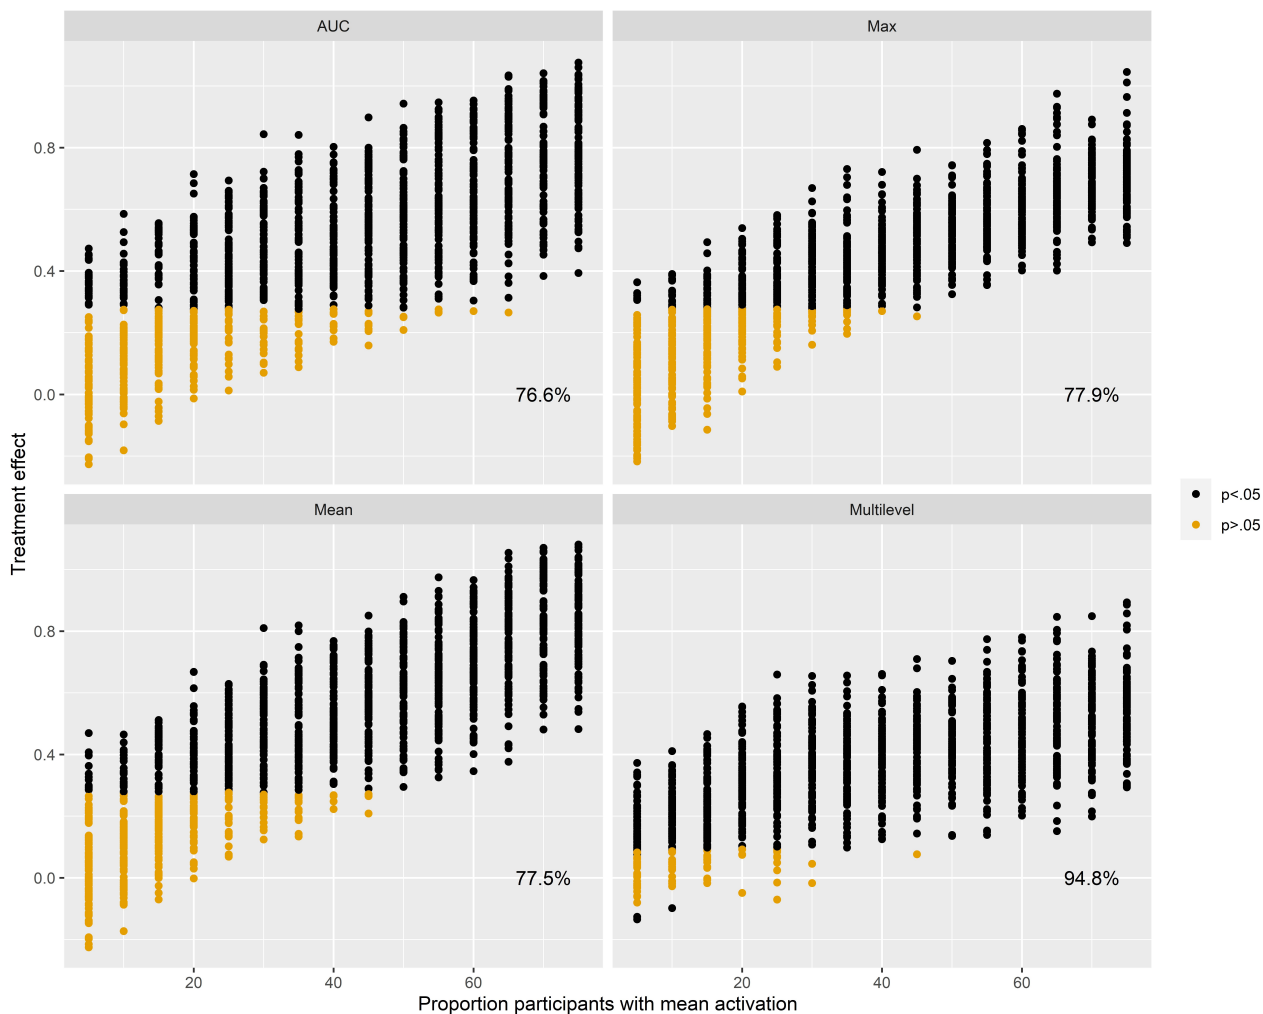 AUC
Max
0.8
0.4
0.0
76.6%
77.9%
Treatment effect
p<.05
p>.05
Mean
Multilevel
0.8
0.4
0.0
77.5%
94.8%
20
40
60
20
40
60
Proportion participants with mean activation